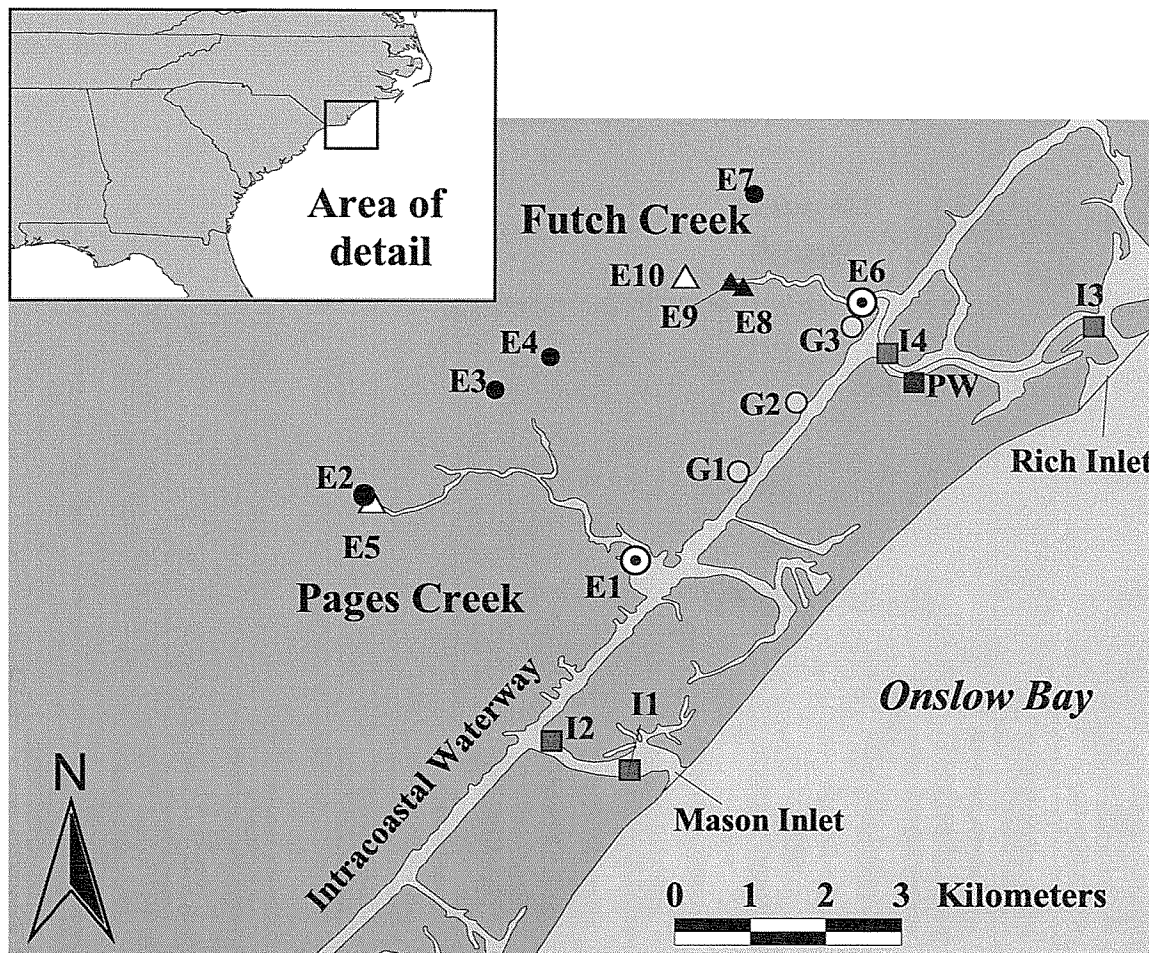 Area of
detail
E7
Futch Creek
E10
E6
I3
E9
E8
G3
I4
E4
E3
PW
G2
Rich Inlet
G1
E2
E5
E1
Pages Creek
Onslow Bay
I1
I2
Intracoastal Waterway
N
Mason Inlet
0 1 2 3 Kilometers